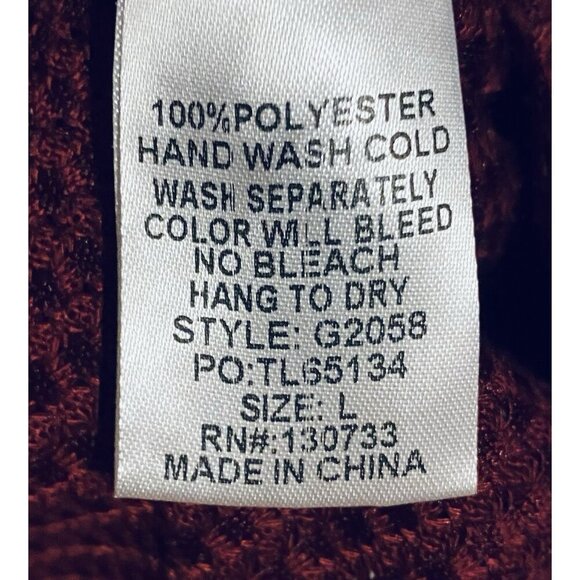 100%POLYESTER
HAND WASH COLD
WASH SEPARATELY
COLOR WILL BLEED
NO BLEACH
HANG TO DRY
STYLE: G2058
PO:TL65134
SIZE: L
RN#:130733
MADE IN CHINA